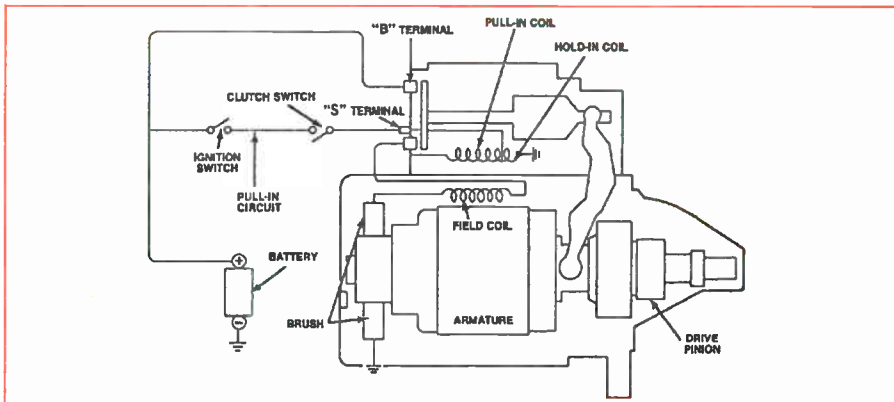 "B" TERMINAL
PULL-IN COIL
HOLD-IN COIL
CLUTCH SWITCH
"S" TERMINAL
IGNITION
SWITCH
PULL-IN
CIRCUIT
FIELD COIL
BATTERY
+
−
BRUSH
ARMATURE
DRIVE
PINION